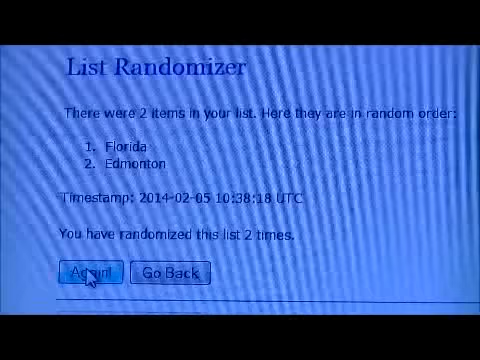 List Randomizer
There were 2 items in your list. Here they are in random order:
1. Florida
2. Edmonton
Timestamp: 2014-02-05 10:38:18 UTC
You have randomized this list 2 times.
Again! Go Back